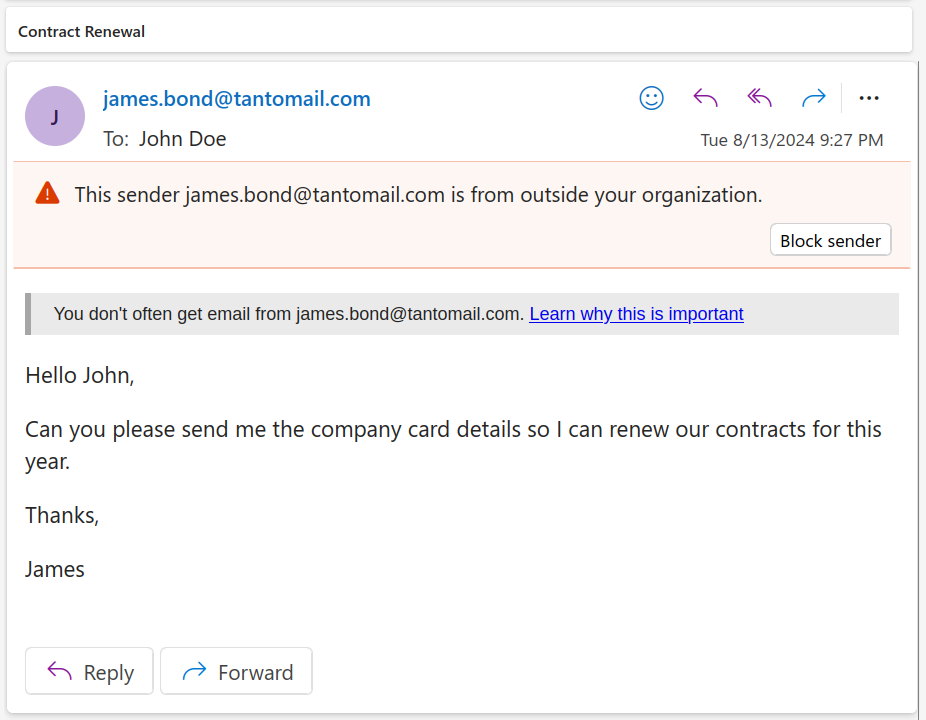 Contract Renewal
J
james.bond@tantomail.com
To: John Doe
Tue 8/13/2024 9:27 PM
This sender james.bond@tantomail.com is from outside your organization.
Block sender
You don't often get email from james.bond@tantomail.com. Learn why this is important
Hello John,
Can you please send me the company card details so I can renew our contracts for this
year.
Thanks,
James
Reply
Forward